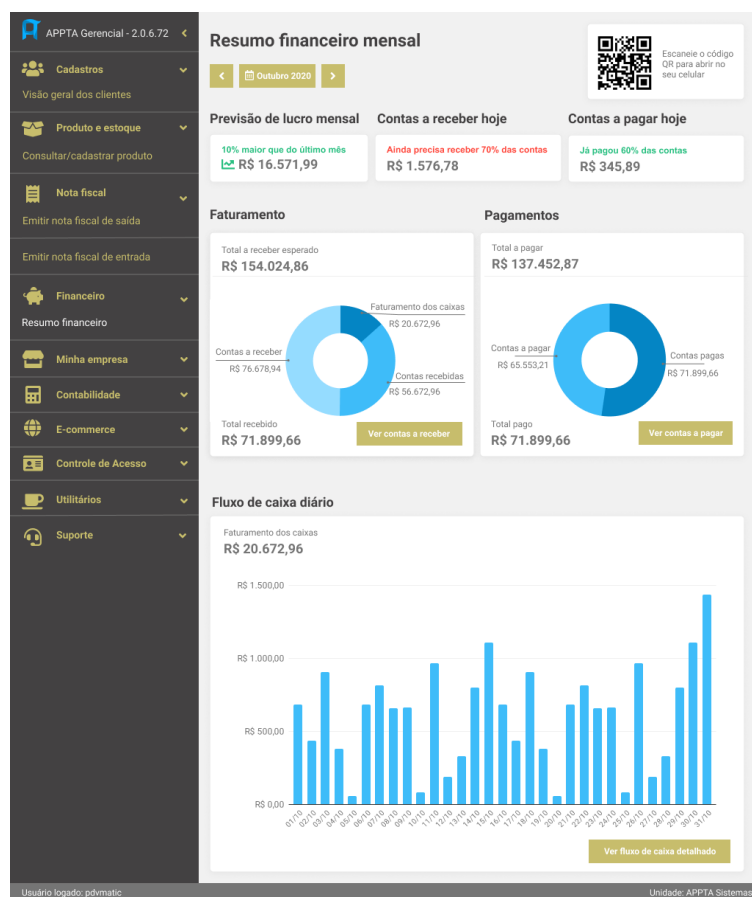 APPTA Gerencial - 2.0.6.72
Cadastros
Visão geral dos clientes
Produto e estoque
Consultar/cadastrar produto
Nota fiscal
Emitir nota fiscal de saída
Emitir nota fiscal de entrada
Financeiro
Resumo financeiro
Minha empresa
Contabilidade
E-commerce
Controle de Acesso
Utilitários
Suporte
Resumo financeiro mensal
Outubro 2020
Escaneie o código
QR para abrir no
seu celular
Previsão de lucro mensal
10% maior que do último mês
R$ 16.571,99
Contas a receber hoje
Ainda precisa receber 70% das contas
R$ 1.576,78
Contas a pagar hoje
Já pagou 60% das contas
R$ 345,89
Faturamento
Total a receber esperado
R$ 154.024,86
Faturamento dos caixas
R$ 20.672,96
Contas a receber
R$ 76.678,94
Contas recebidas
R$ 56.672,96
Total recebido
R$ 71.899,66
Ver contas a receber
Pagamentos
Total a pagar
R$ 137.452,87
Contas a pagar
R$ 65.553,21
Contas pagas
R$ 71.899,66
Total pago
R$ 71.899,66
Ver contas a pagar
Fluxo de caixa diário
Faturamento dos caixas
R$ 20.672,96
R$ 1.500,00
R$ 1.000,00
R$ 500,00
R$ 0,00
01/10
02/10
03/10
04/10
05/10
06/10
07/10
08/10
09/10
10/10
11/10
12/10
13/10
14/10
15/10
16/10
17/10
18/10
19/10
20/10
21/10
22/10
23/10
24/10
25/10
26/10
27/10
28/10
29/10
30/10
31/10
Ver fluxo de caixa detalhado
Usuário logado: pdvmatic
Unidade: APPTA Sistemas